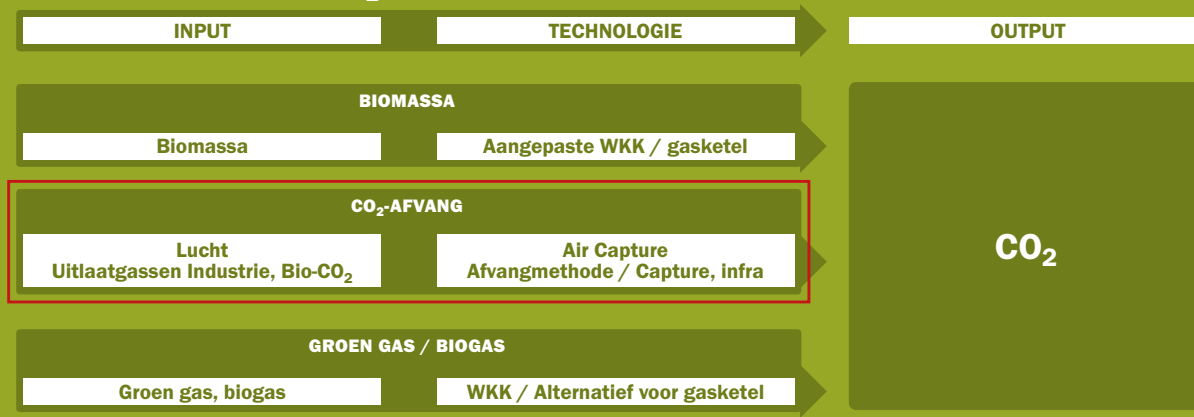 INPUT TECHNOLOGIE OUTPUT
BIOMASSA
Biomassa Aangepaste WKK / gasketel
CO₂-AFVANG
Lucht Air Capture
Uitlaatgassen Industrie, Bio-CO₂ Afvangmethode / Capture, infra
CO₂
GROEN GAS / BIOGAS
Groen gas, biogas WKK / Alternatief voor gasketel